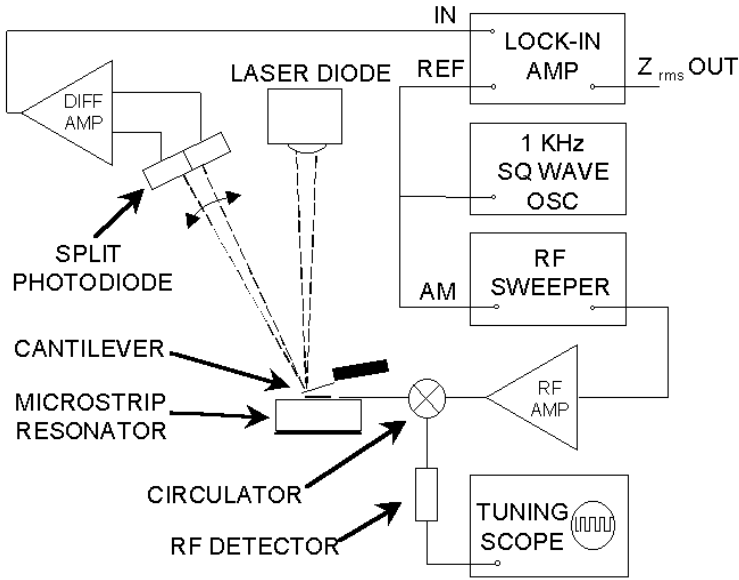 IN
LOCK-IN
AMP
REF
Z rms OUT
LASER DIODE
DIFF
AMP
1 KHz
SQ WAVE
OSC
SPLIT
PHOTODIODE
RF
SWEEPER
AM
CANTILEVER
MICROSTRIP
RESONATOR
RF
AMP
CIRCULATOR
RF DETECTOR
TUNING
SCOPE